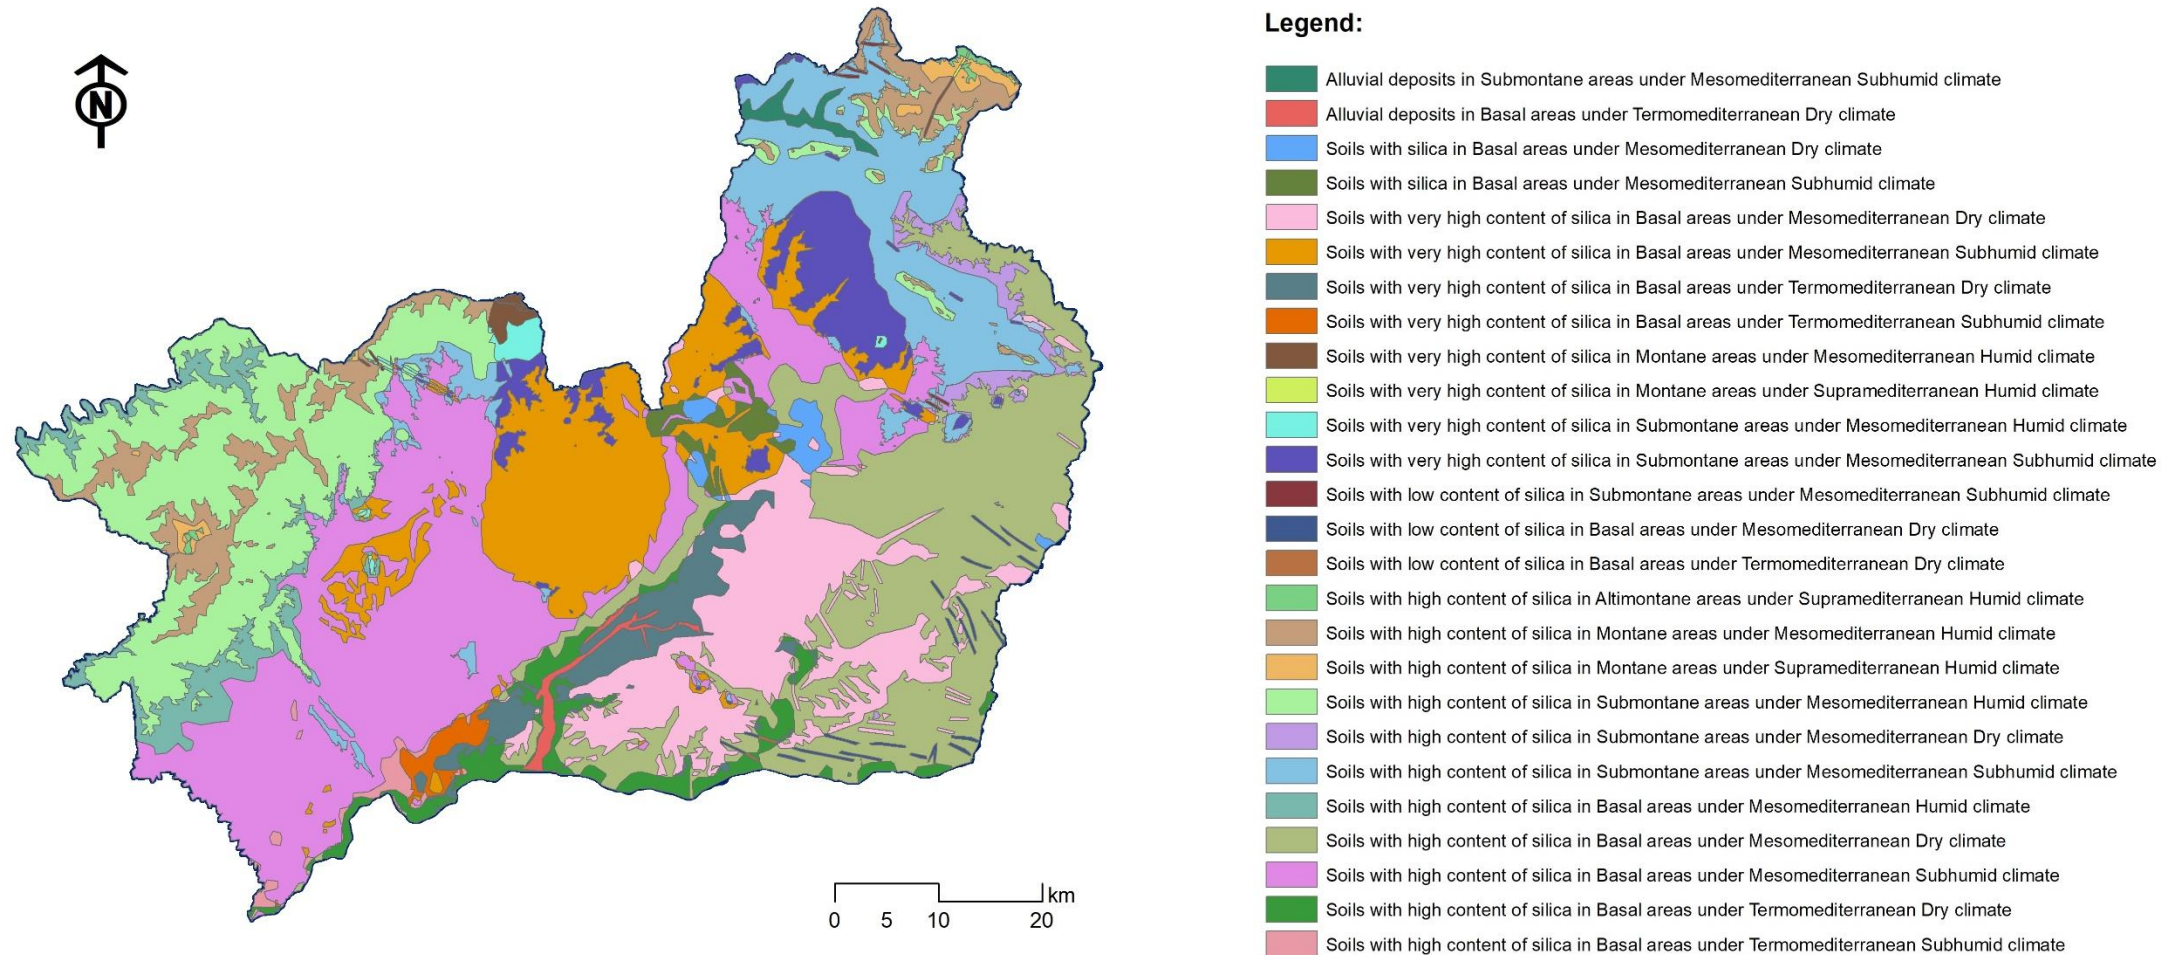 Legend:
N
Alluvial deposits in Submontane areas under Mesomediterranean Subhumid climate
Alluvial deposits in Basal areas under Termomediterranean Dry climate
Soils with silica in Basal areas under Mesomediterranean Dry climate
Soils with silica in Basal areas under Mesomediterranean Subhumid climate
Soils with very high content of silica in Basal areas under Mesomediterranean Dry climate
Soils with very high content of silica in Basal areas under Mesomediterranean Subhumid climate
Soils with very high content of silica in Basal areas under Termomediterranean Dry climate
Soils with very high content of silica in Basal areas under Termomediterranean Subhumid climate
Soils with very high content of silica in Montane areas under Mesomediterranean Humid climate
Soils with very high content of silica in Montane areas under Supramediterranean Humid climate
Soils with very high content of silica in Submontane areas under Mesomediterranean Humid climate
Soils with very high content of silica in Submontane areas under Mesomediterranean Subhumid climate
Soils with low content of silica in Submontane areas under Mesomediterranean Subhumid climate
Soils with low content of silica in Basal areas under Mesomediterranean Dry climate
Soils with low content of silica in Basal areas under Termomediterranean Dry climate
Soils with high content of silica in Altimontane areas under Supramediterranean Humid climate
Soils with high content of silica in Montane areas under Mesomediterranean Humid climate
Soils with high content of silica in Montane areas under Supramediterranean Humid climate
Soils with high content of silica in Submontane areas under Mesomediterranean Humid climate
Soils with high content of silica in Submontane areas under Mesomediterranean Dry climate
Soils with high content of silica in Submontane areas under Mesomediterranean Subhumid climate
Soils with high content of silica in Basal areas under Mesomediterranean Humid climate
Soils with high content of silica in Basal areas under Mesomediterranean Dry climate
Soils with high content of silica in Basal areas under Mesomediterranean Subhumid climate
Soils with high content of silica in Basal areas under Termomediterranean Dry climate
Soils with high content of silica in Basal areas under Termomediterranean Subhumid climate
km
0 5 10 20